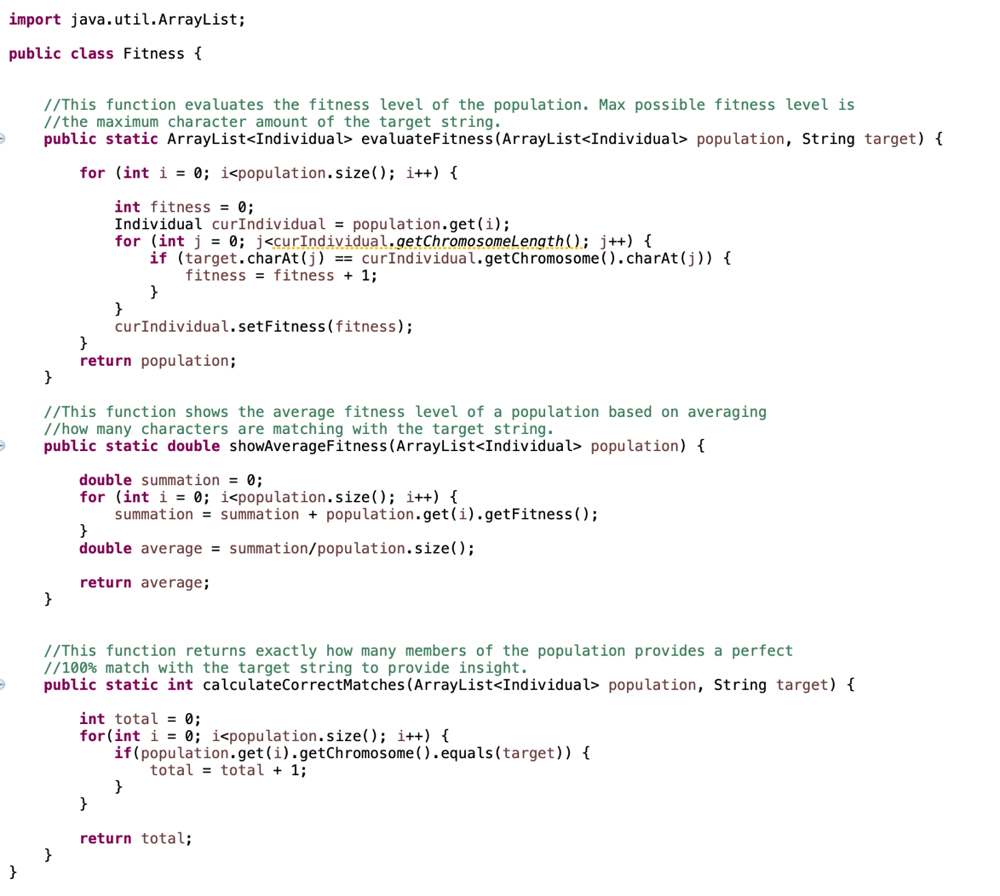 import java.util.ArrayList;
public class Fitness {
//This function evaluates the fitness level of the population. Max possible fitness level is
//the maximum character amount of the target string.
public static ArrayList<Individual> evaluateFitness(ArrayList<Individual> population, String target) {
for (int i = 0; i<population.size(); i++) {
int fitness = 0;
Individual curIndividual = population.get(i);
for (int j = 0; j<curIndividual.getChromosomeLength(); j++) {
if (target.charAt(j) == curIndividual.getChromosome().charAt(j)) {
fitness = fitness + 1;
}
}
curIndividual.setFitness(fitness);
}
return population;
}
//This function shows the average fitness level of a population based on averaging
//how many characters are matching with the target string.
public static double showAverageFitness(ArrayList<Individual> population) {
double summation = 0;
for (int i = 0; i<population.size(); i++) {
summation = summation + population.get(i).getFitness();
}
double average = summation/population.size();
return average;
}
//This function returns exactly how many members of the population provides a perfect
//100% match with the target string to provide insight.
public static int calculateCorrectMatches(ArrayList<Individual> population, String target) {
int total = 0;
for(int i = 0; i<population.size(); i++) {
if(population.get(i).getChromosome().equals(target)) {
total = total + 1;
}
}
return total;
}
}